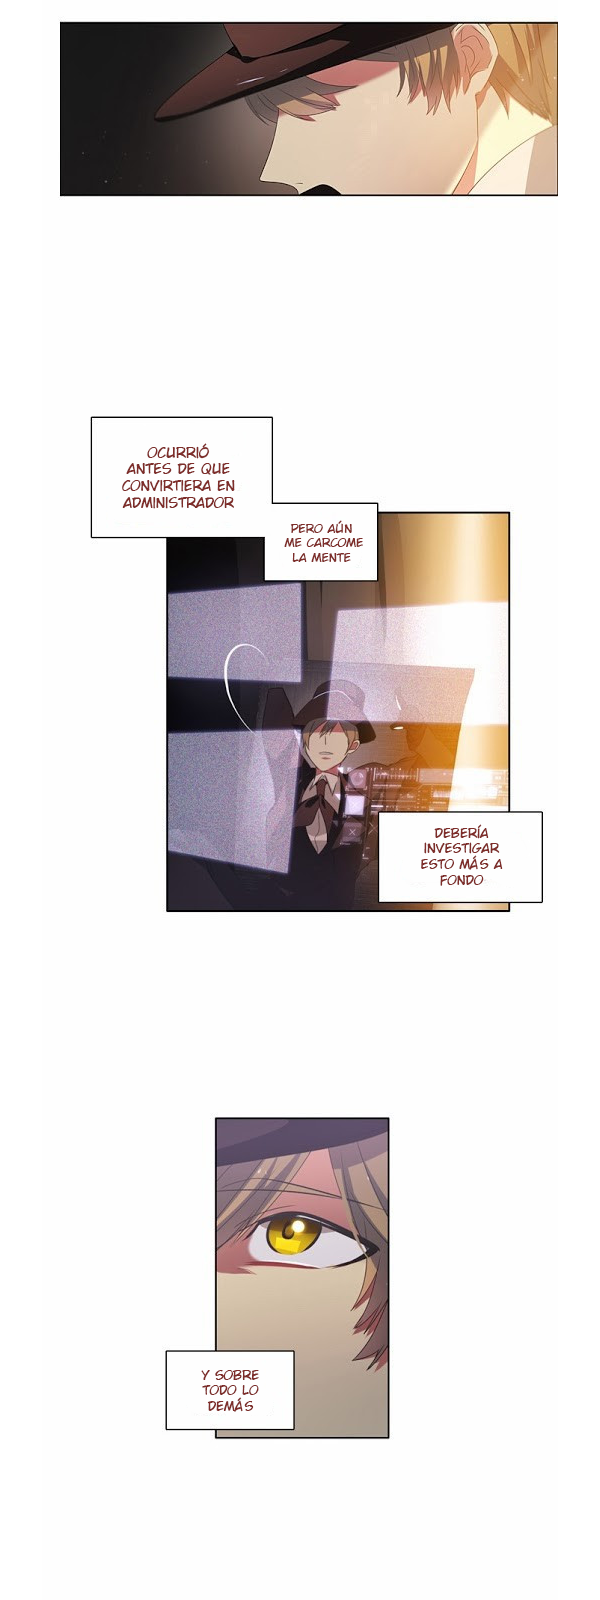 OCURRIÓ
ANTES DE QUE
CONVIRTIERA EN
ADMINISTRADOR
PERO AÚN
ME CARCOME
LA MENTE
DEBERÍA
INVESTIGAR
ESTO MÁS A
FONDO
Y SOBRE
TODO LO
DEMÁS